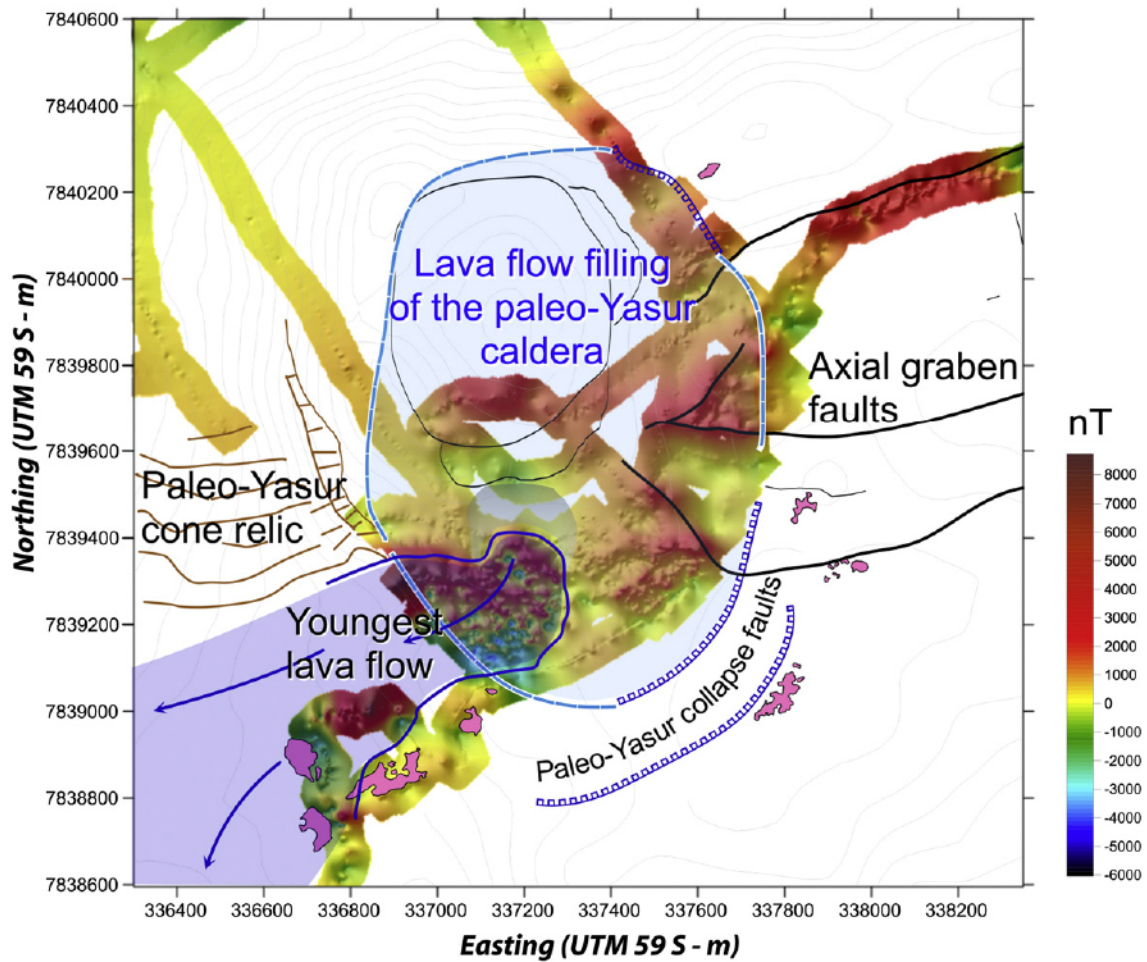 7840600
7840400
7840200
7840000
7839800
7839600
7839400
7839200
7839000
7838800
7838600
Northing (UTM 59 S - m)
Lava flow filling
of the paleo-Yasur
caldera
Axial graben
faults
Paleo-Yasur
cone relic
Youngest
lava flow
Paleo-Yasur collapse faults
nT
8000
7000
6000
5000
4000
3000
2000
1000
0
-1000
-2000
-3000
-4000
-5000
-6000
336400 336600 336800 337000 337200 337400 337600 337800 338000 338200
Easting (UTM 59 S - m)